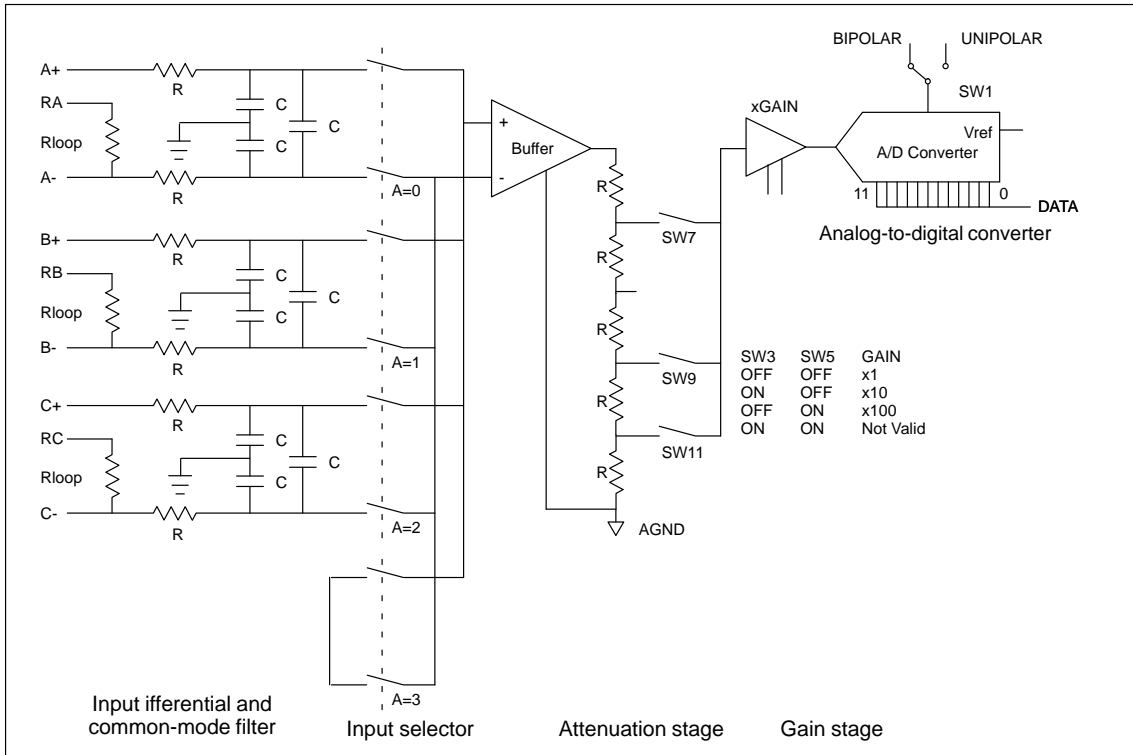 BIPOLAR UNIPOLAR
SW1
A+
R
RA
Rloop
A-
R
C
C
C
A=0
+
Buffer
-
xGAIN
Vref
A/D Converter
11 0
DATA
Analog-to-digital converter
B+
R
RB
Rloop
B-
R
C
C
C
A=1
C+
R
RC
Rloop
C-
R
C
C
C
A=2
A=3
R
R
R
R
R
SW7
SW9
SW11
AGND
SW3 SW5 GAIN
OFF OFF x1
ON OFF x10
OFF ON x100
ON ON Not Valid
Input ifferential and
common-mode filter
Input selector
Attenuation stage
Gain stage